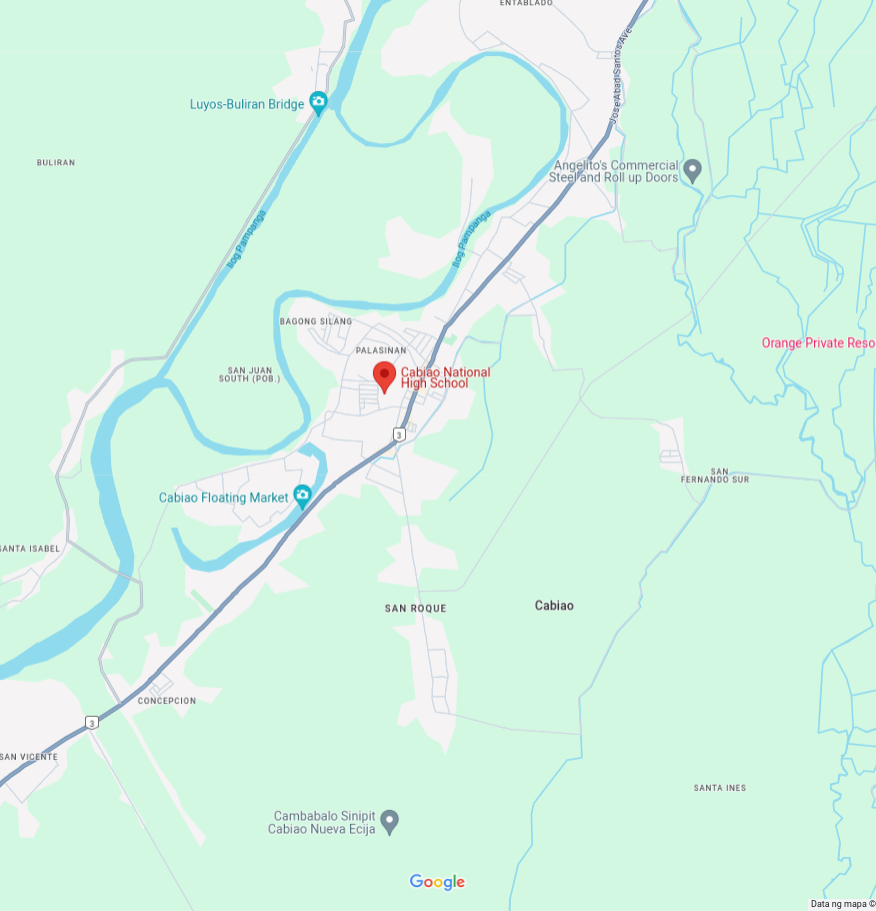 ENTABLADO
Jose Abad Santos Ave
Luyos-Buliran Bridge
BULIRAN
Angelito's Commercial
Steel and Roll up Doors
Ilog Pampanga
Ilog Pampanga
BAGONG SILANG
Orange Private Reso
PALASINAN
SAN JUAN
SOUTH (POB.)
Cabiao National
High School
3
SAN
FERNANDO SUR
Cabiao Floating Market
SANTA ISABEL
SAN ROQUE
Cabiao
CONCEPCION
3
SAN VICENTE
SANTA INES
Cambabalo Sinipit
Cabiao Nueva Ecija
Google
Data ng mapa ©